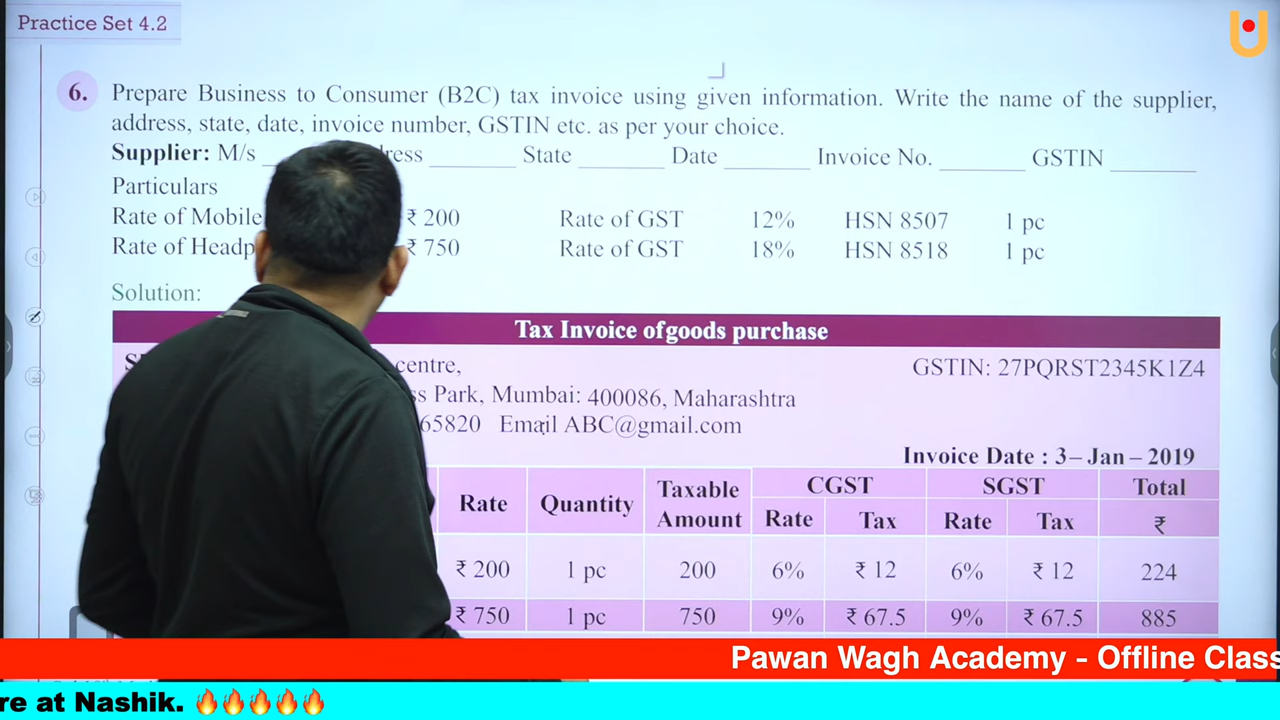 Practice Set 4.2
6. Prepare Business to Consumer (B2C) tax invoice using given information. Write the name of the supplier,
address, state, date, invoice number, GSTIN etc. as per your choice.
Supplier: M/s ress State Date Invoice No. GSTIN
Particulars
Rate of Mobile ₹ 200 Rate of GST 12% HSN 8507 1 pc
Rate of Headp ₹ 750 Rate of GST 18% HSN 8518 1 pc
Solution:
Tax Invoice of goods purchase
centre, GSTIN: 27PQRST2345K1Z4
ss Park, Mumbai: 400086, Maharashtra
65820 Email ABC@gmail.com
Invoice Date : 3– Jan – 2019
Rate Quantity Taxable Amount CGST SGST Total ₹
Rate Tax Rate Tax
₹ 200 1 pc 200 6% ₹ 12 6% ₹ 12 224
₹ 750 1 pc 750 9% ₹ 67.5 9% ₹ 67.5 885
Pawan Wagh Academy - Offline Class
re at Nashik. 🔥🔥🔥🔥🔥